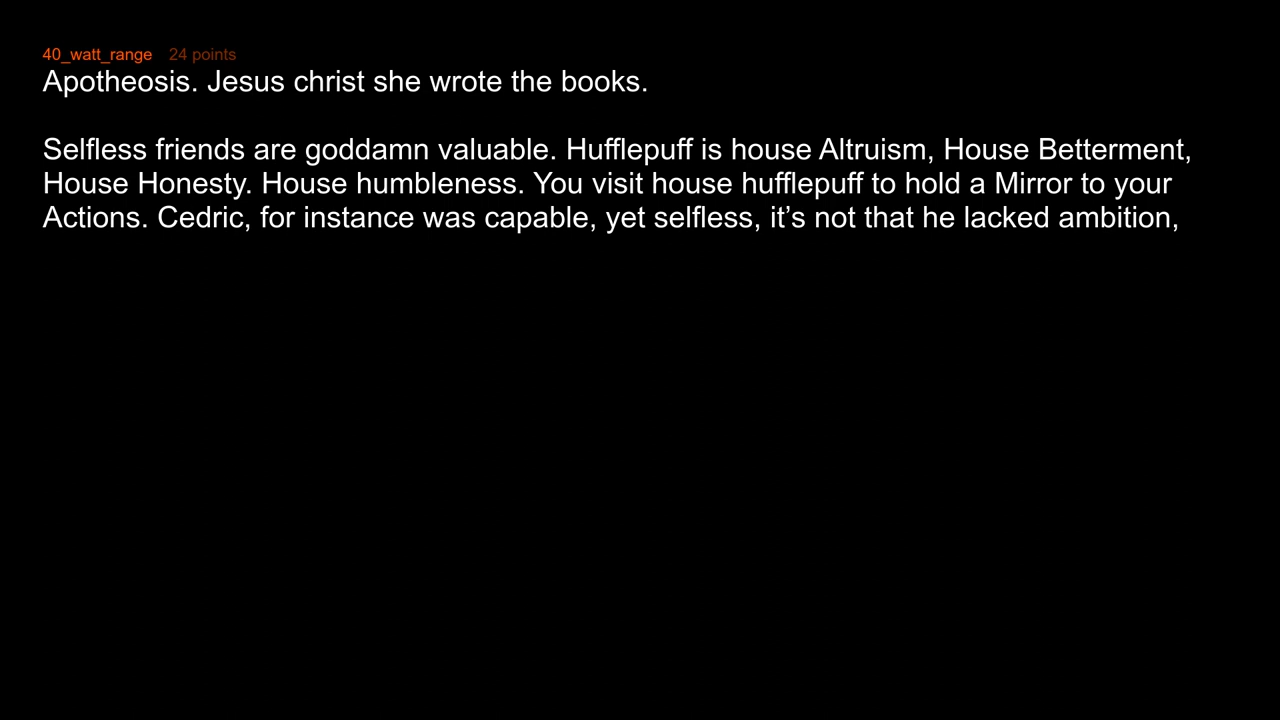 40_watt_range 24 points
Apotheosis. Jesus christ she wrote the books.
Selfless friends are goddamn valuable. Hufflepuff is house Altruism, House Betterment,
House Honesty. House humbleness. You visit house hufflepuff to hold a Mirror to your
Actions. Cedric, for instance was capable, yet selfless, it’s not that he lacked ambition,